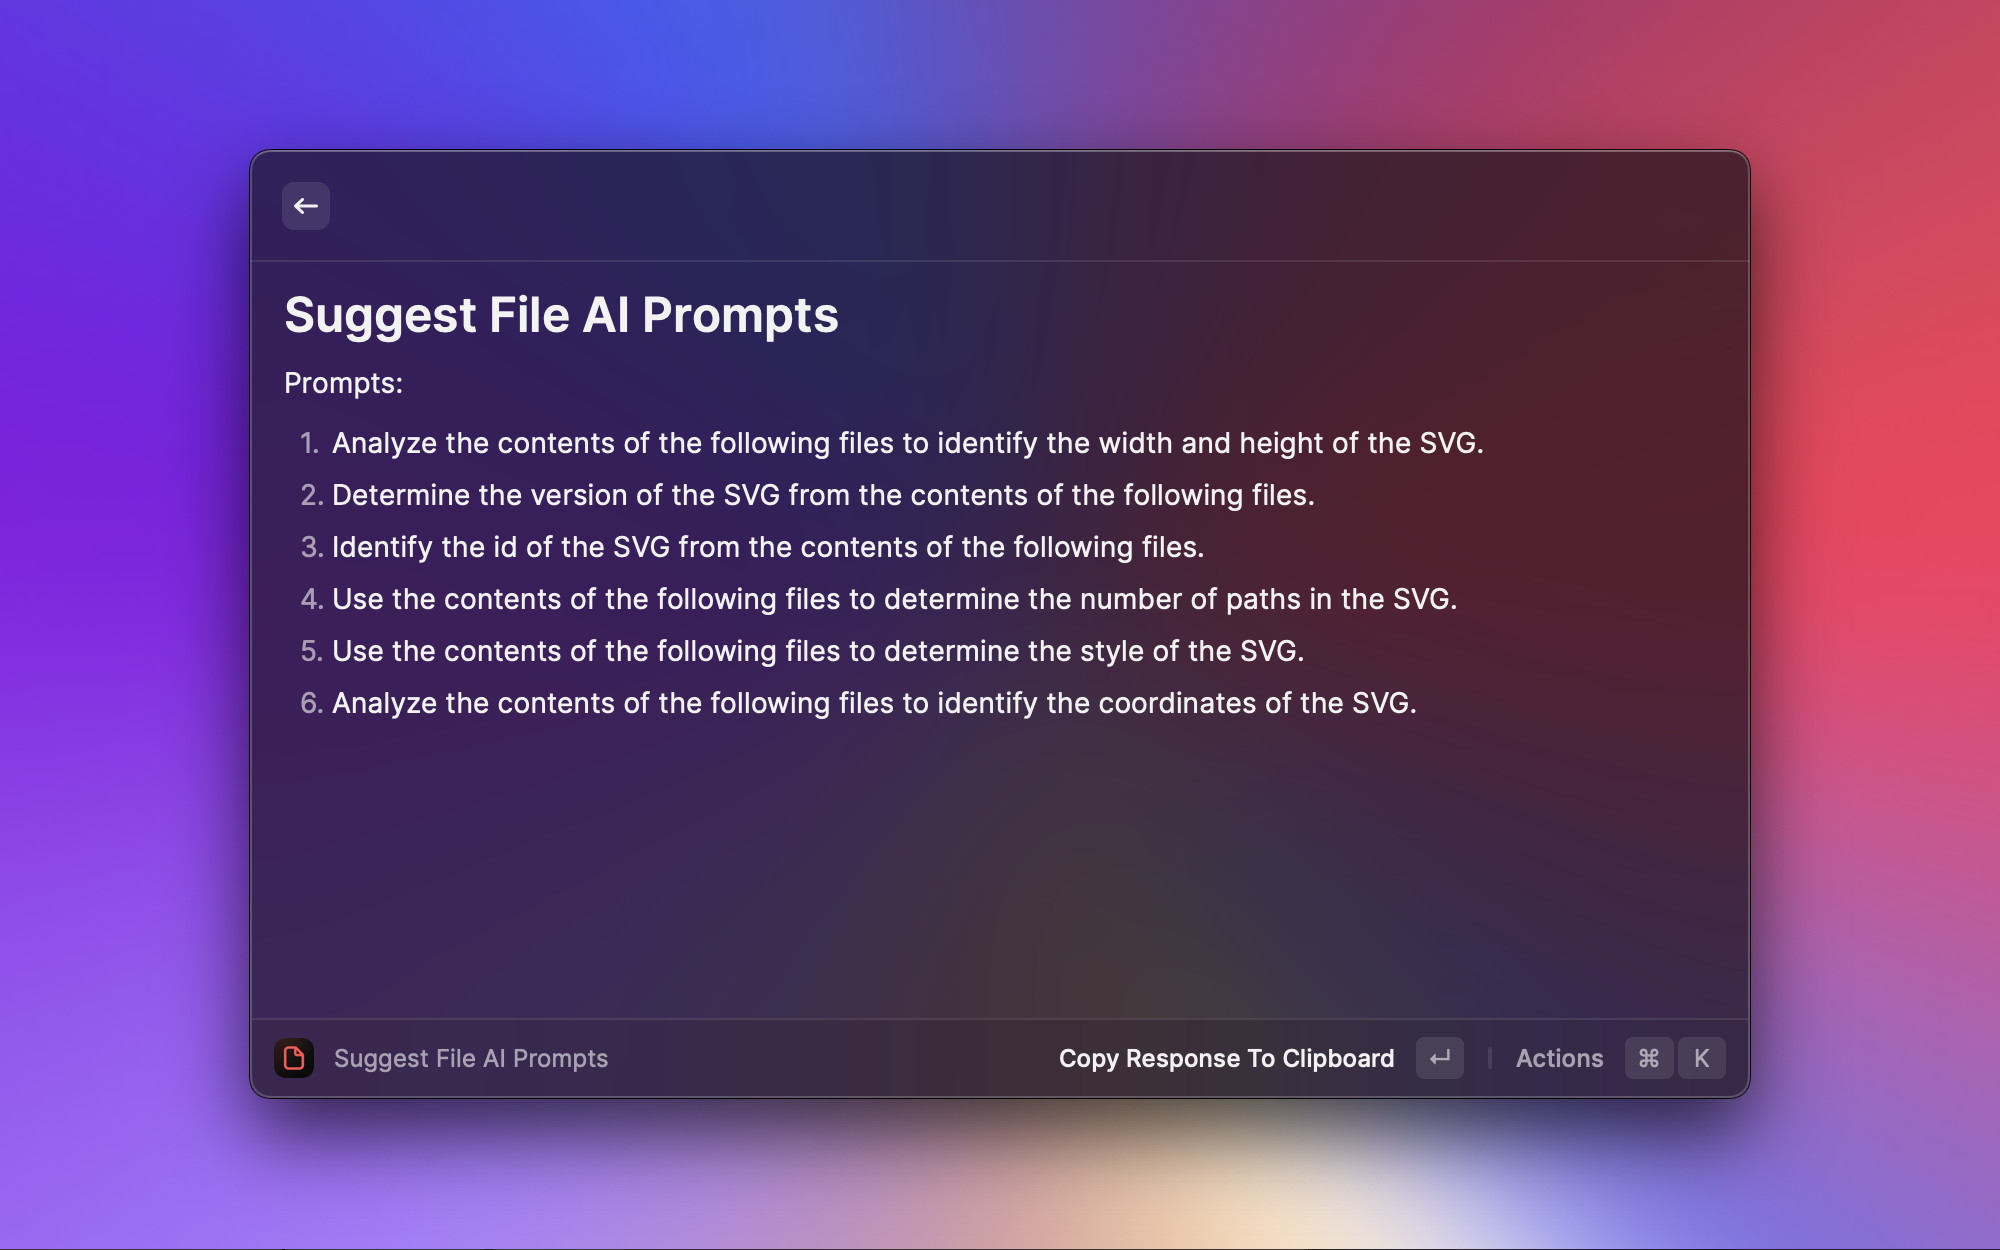 Suggest File AI Prompts
Prompts:
1. Analyze the contents of the following files to identify the width and height of the SVG.
2. Determine the version of the SVG from the contents of the following files.
3. Identify the id of the SVG from the contents of the following files.
4. Use the contents of the following files to determine the number of paths in the SVG.
5. Use the contents of the following files to determine the style of the SVG.
6. Analyze the contents of the following files to identify the coordinates of the SVG.
Suggest File AI Prompts Copy Response To Clipboard ↵ | Actions ⌘ K